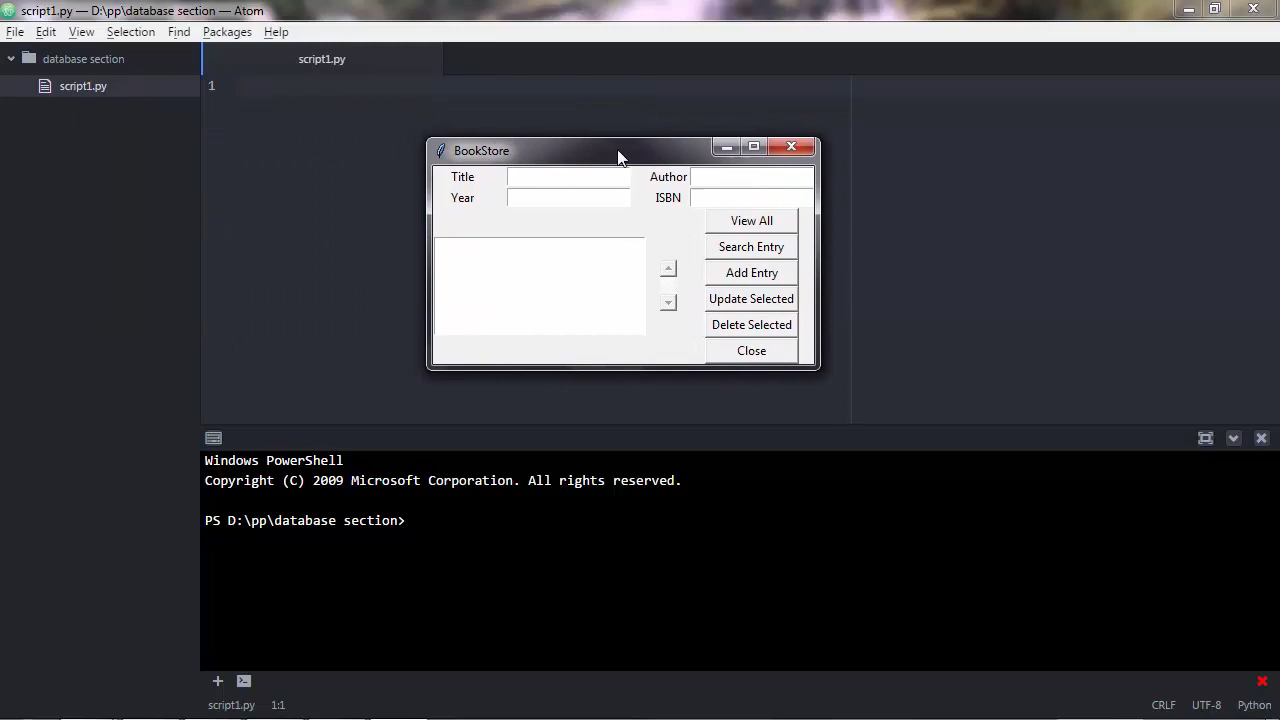 script1.py — D:\pp\database section — Atom
File Edit View Selection Find Packages Help
database section
script1.py
script1.py
1
BookStore
Title Author
Year ISBN
View All
Search Entry
Add Entry
Update Selected
Delete Selected
Close
Windows PowerShell
Copyright (C) 2009 Microsoft Corporation. All rights reserved.
PS D:\pp\database section>
script1.py 1:1 CRLF UTF-8 Python